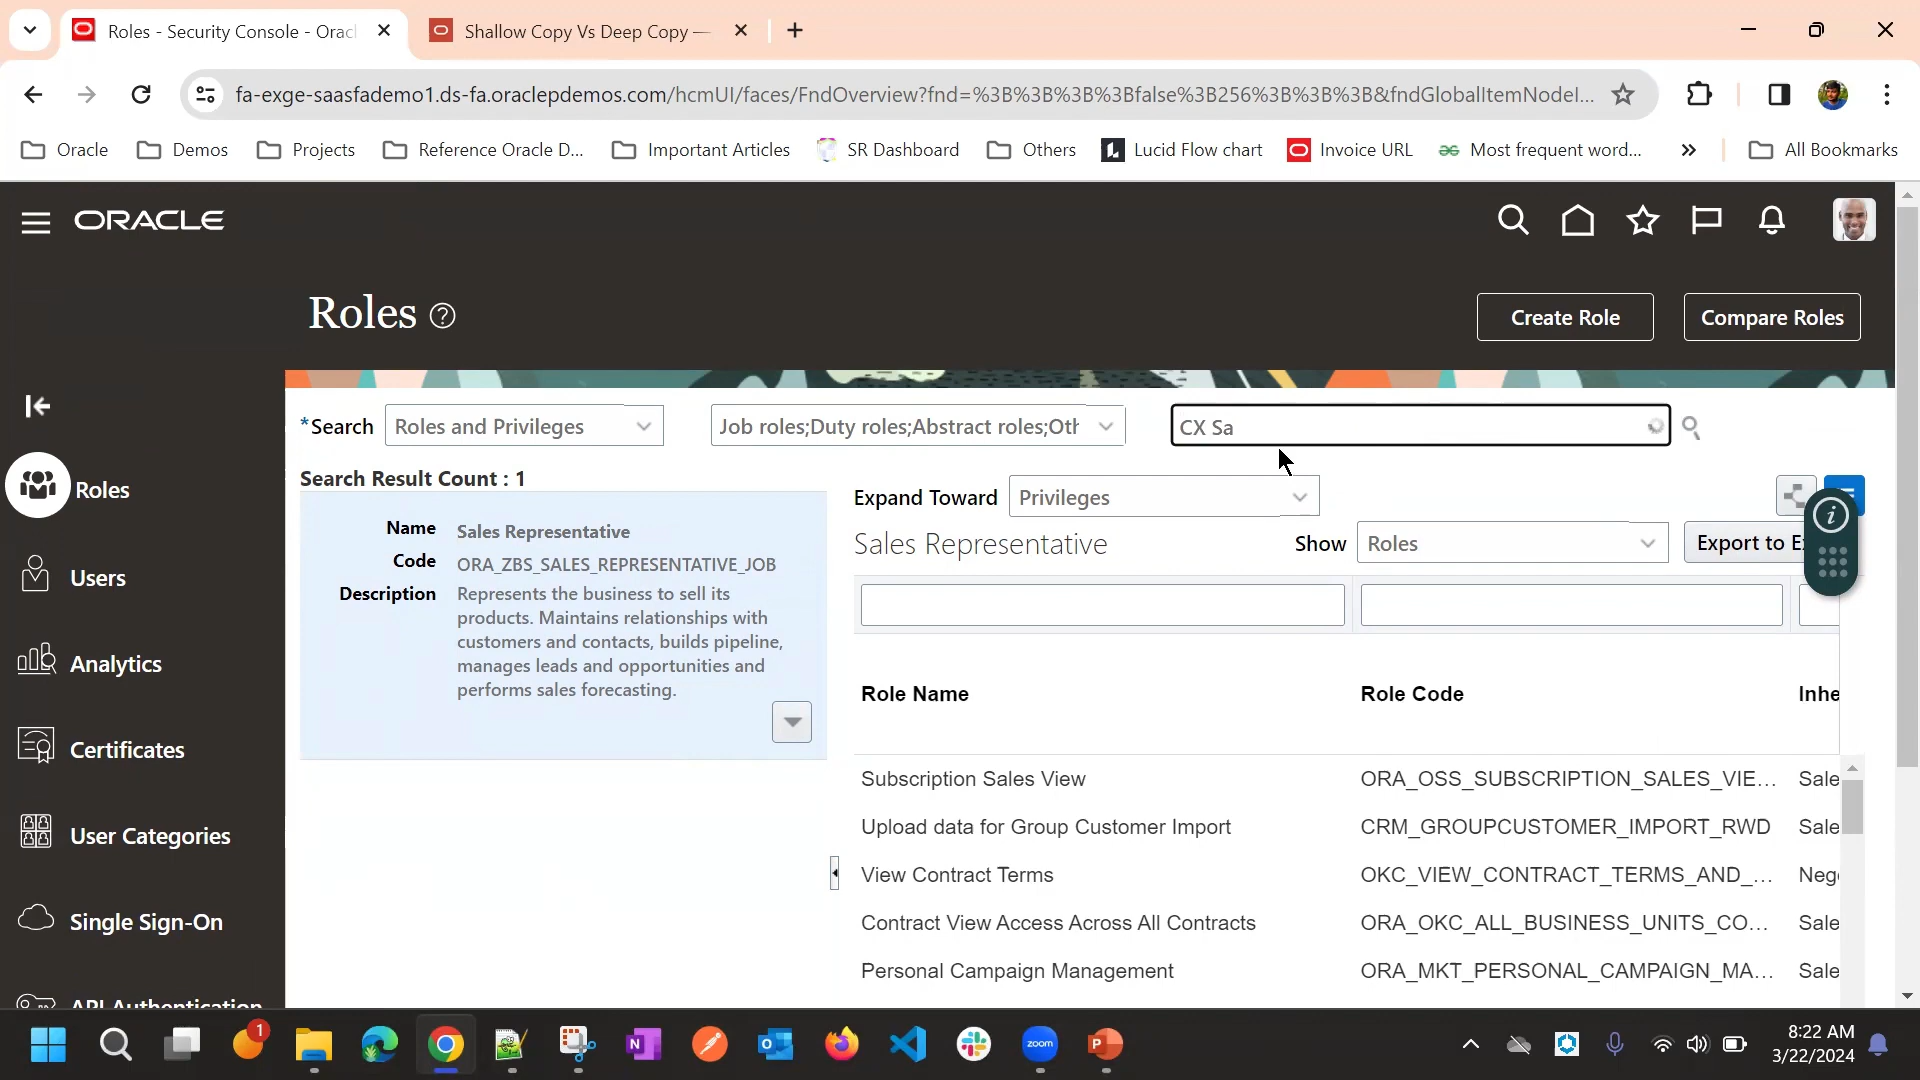 Roles - Security Console - Orac
Shallow Copy Vs Deep Copy —
fa-exge-saasfademo1.ds-fa.oraclepdemos.com/hcmUI/faces/FndOverview?fnd=%3B%3B%3B%3Bfalse%3B256%3B%3B%3B&fndGlobalItemNodeI...
Oracle
Demos
Projects
Reference Oracle D...
Important Articles
SR Dashboard
Others
Lucid Flow chart
Invoice URL
Most frequent word...
All Bookmarks
ORACLE
Roles
Create Role
Compare Roles
*Search
Roles and Privileges
Job roles;Duty roles;Abstract roles;Oth
CX Sa
Search Result Count : 1
Name Sales Representative
Code ORA_ZBS_SALES_REPRESENTATIVE_JOB
Description Represents the business to sell its
products. Maintains relationships with
customers and contacts, builds pipeline,
manages leads and opportunities and
performs sales forecasting.
Expand Toward Privileges
Sales Representative
Show Roles
Export to E
Role Name Role Code Inhe
Subscription Sales View ORA_OSS_SUBSCRIPTION_SALES_VIE... Sale
Upload data for Group Customer Import CRM_GROUPCUSTOMER_IMPORT_RWD Sale
View Contract Terms OKC_VIEW_CONTRACT_TERMS_AND_... Neg
Contract View Access Across All Contracts ORA_OKC_ALL_BUSINESS_UNITS_CO... Sale
Personal Campaign Management ORA_MKT_PERSONAL_CAMPAIGN_MA... Sale
Roles
Users
Analytics
Certificates
User Categories
Single Sign-On
API Authentication
1
zoom
8:22 AM
3/22/2024